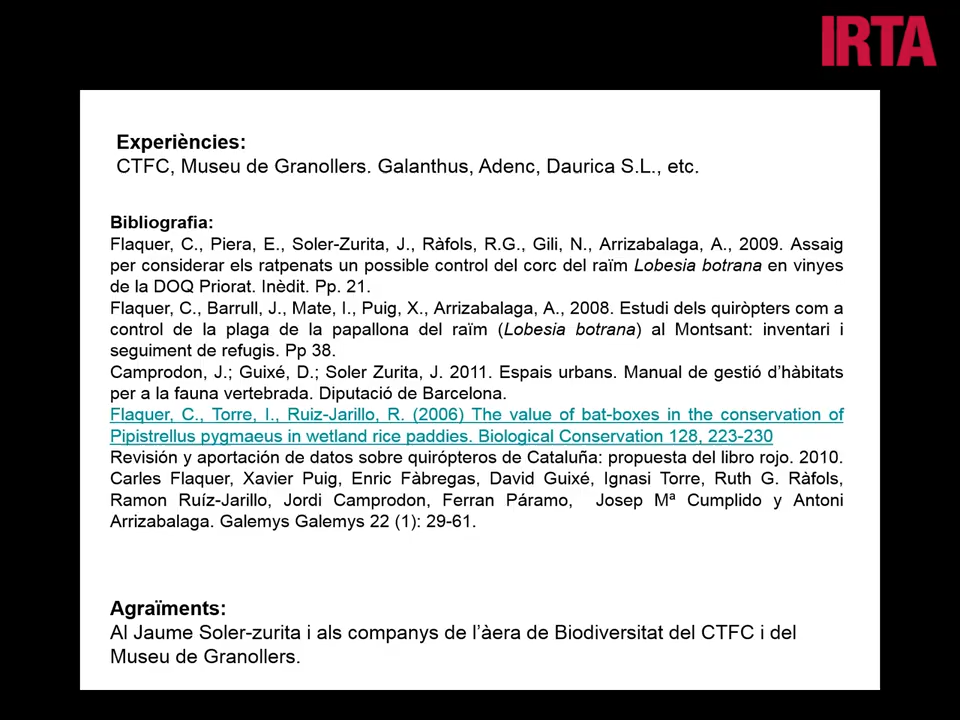 IRTA
Experiències:
CTFC, Museu de Granollers. Galanthus, Adenc, Daurica S.L., etc.
Bibliografia:
Flaquer, C., Piera, E., Soler-Zurita, J., Ràfols, R.G., Gili, N., Arrizabalaga, A., 2009. Assaig
per considerar els ratpenats un possible control del corc del raïm Lobesia botrana en vinyes
de la DOQ Priorat. Inèdit. Pp. 21.
Flaquer, C., Barrull, J., Mate, I., Puig, X., Arrizabalaga, A., 2008. Estudi dels quiròpters com a
control de la plaga de la papallona del raïm (Lobesia botrana) al Montsant: inventari i
seguiment de refugis. Pp 38.
Camprodon, J.; Guixé, D.; Soler Zurita, J. 2011. Espais urbans. Manual de gestió d’hàbitats
per a la fauna vertebrada. Diputació de Barcelona.
Flaquer, C., Torre, I., Ruiz-Jarillo, R. (2006) The value of bat-boxes in the conservation of
Pipistrellus pygmaeus in wetland rice paddies. Biological Conservation 128, 223-230
Revisión y aportación de datos sobre quirópteros de Cataluña: propuesta del libro rojo. 2010.
Carles Flaquer, Xavier Puig, Enric Fàbregas, David Guixé, Ignasi Torre, Ruth G. Ràfols,
Ramon Ruíz-Jarillo, Jordi Camprodon, Ferran Páramo, Josep Mª Cumplido y Antoni
Arrizabalaga. Galemys Galemys 22 (1): 29-61.
Agraïments:
Al Jaume Soler-zurita i als companys de l’àera de Biodiversitat del CTFC i del
Museu de Granollers.